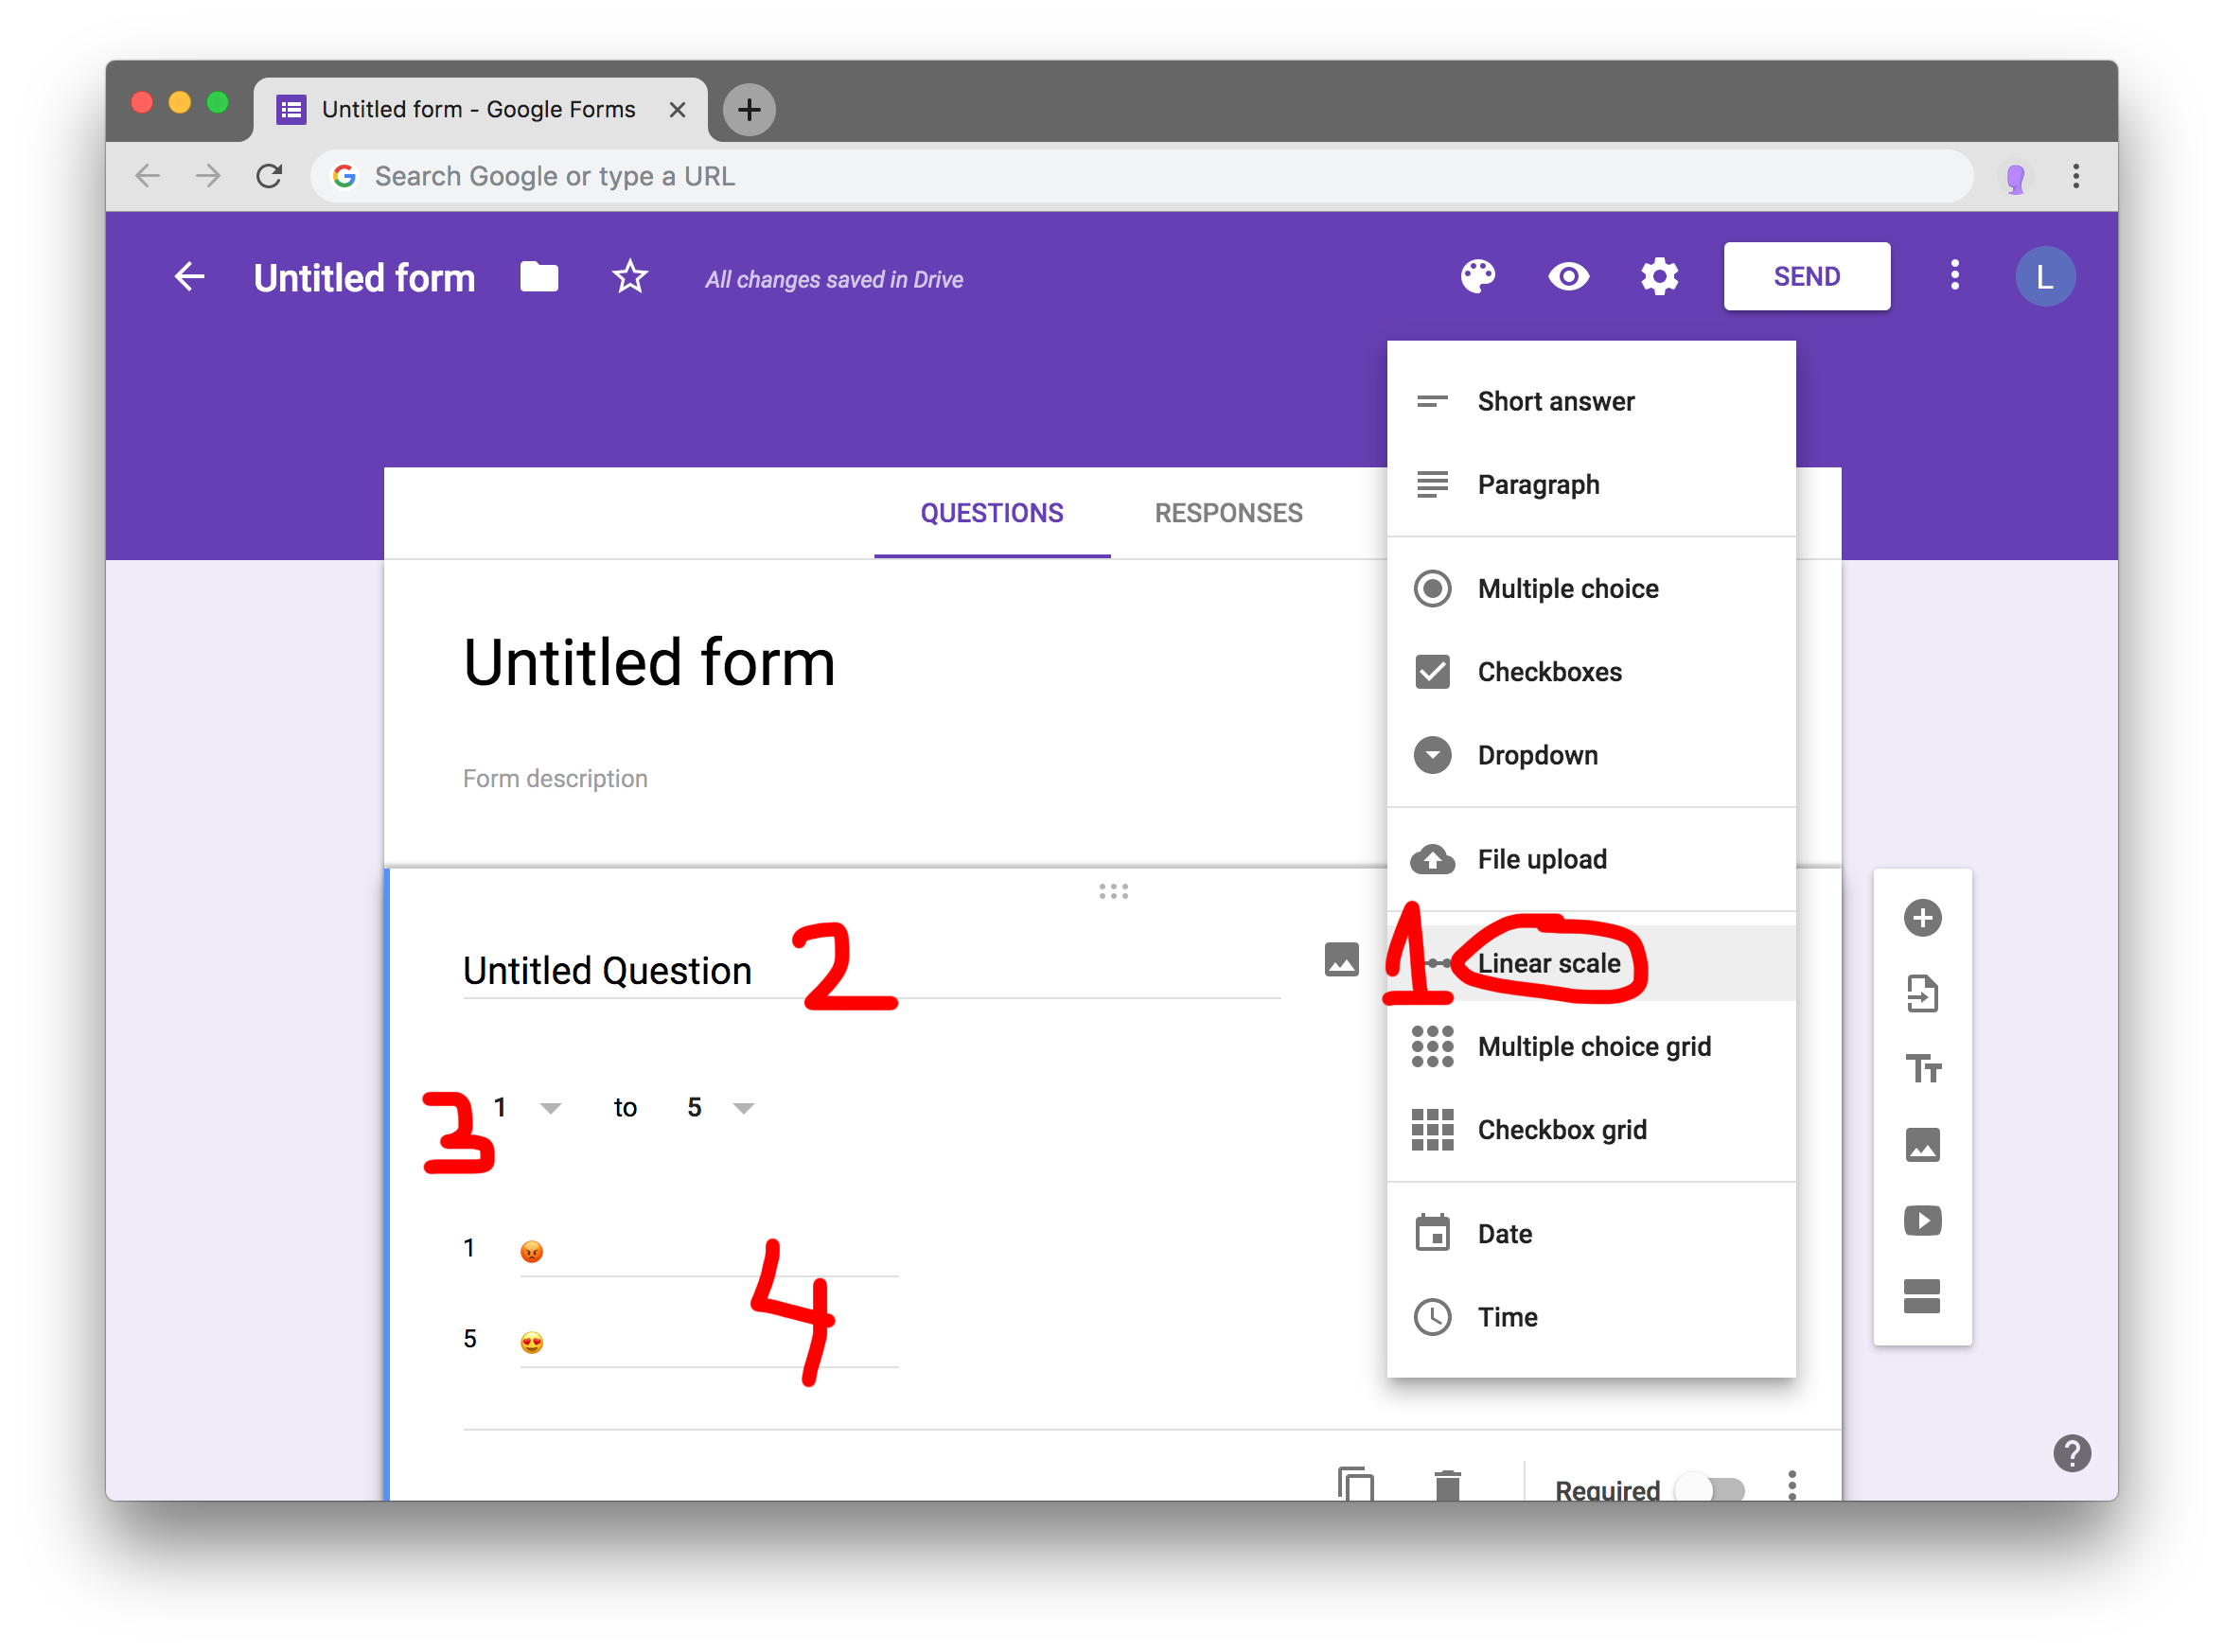 Untitled form - Google Forms
Search Google or type a URL
Untitled form
All changes saved in Drive
SEND
L
QUESTIONS
RESPONSES
Untitled form
Form description
Untitled Question
2
3
1 to 5
1 😡
5 😍
4
Short answer
Paragraph
Multiple choice
Checkboxes
Dropdown
File upload
1
Linear scale
Multiple choice grid
Checkbox grid
Date
Time
Tт
Required
?